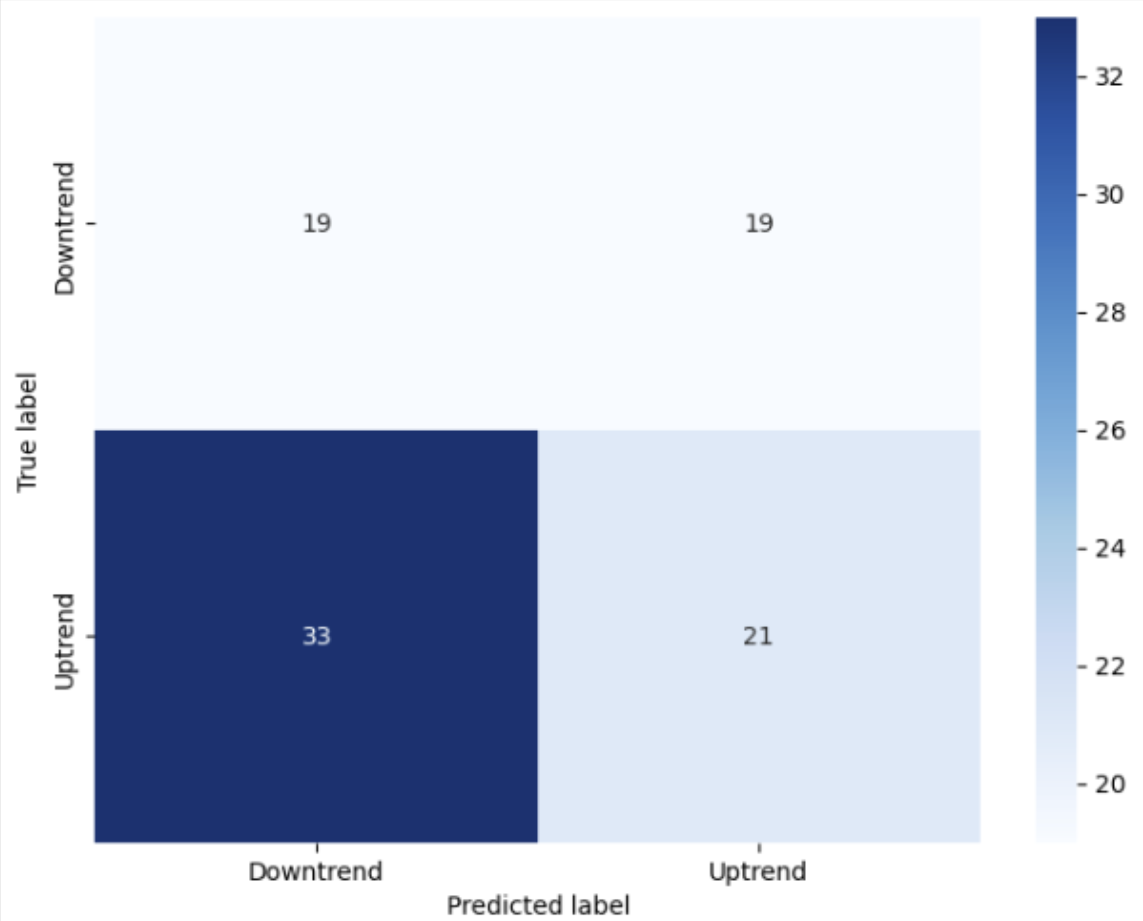 True label
Downtrend
Uptrend
19 19
33 21
Downtrend Uptrend
Predicted label
32
30
28
26
24
22
20